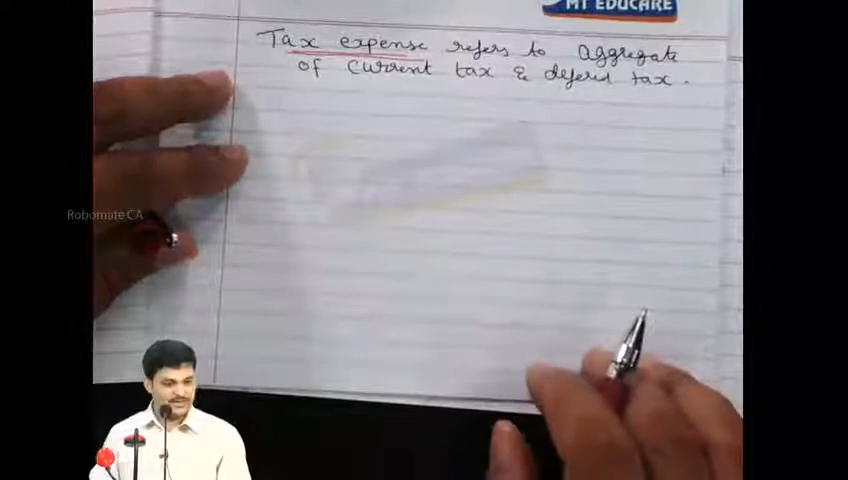 MT EDUCARE
Tax expense refers to aggregate
of current tax & deferd tax.
Robomate CA